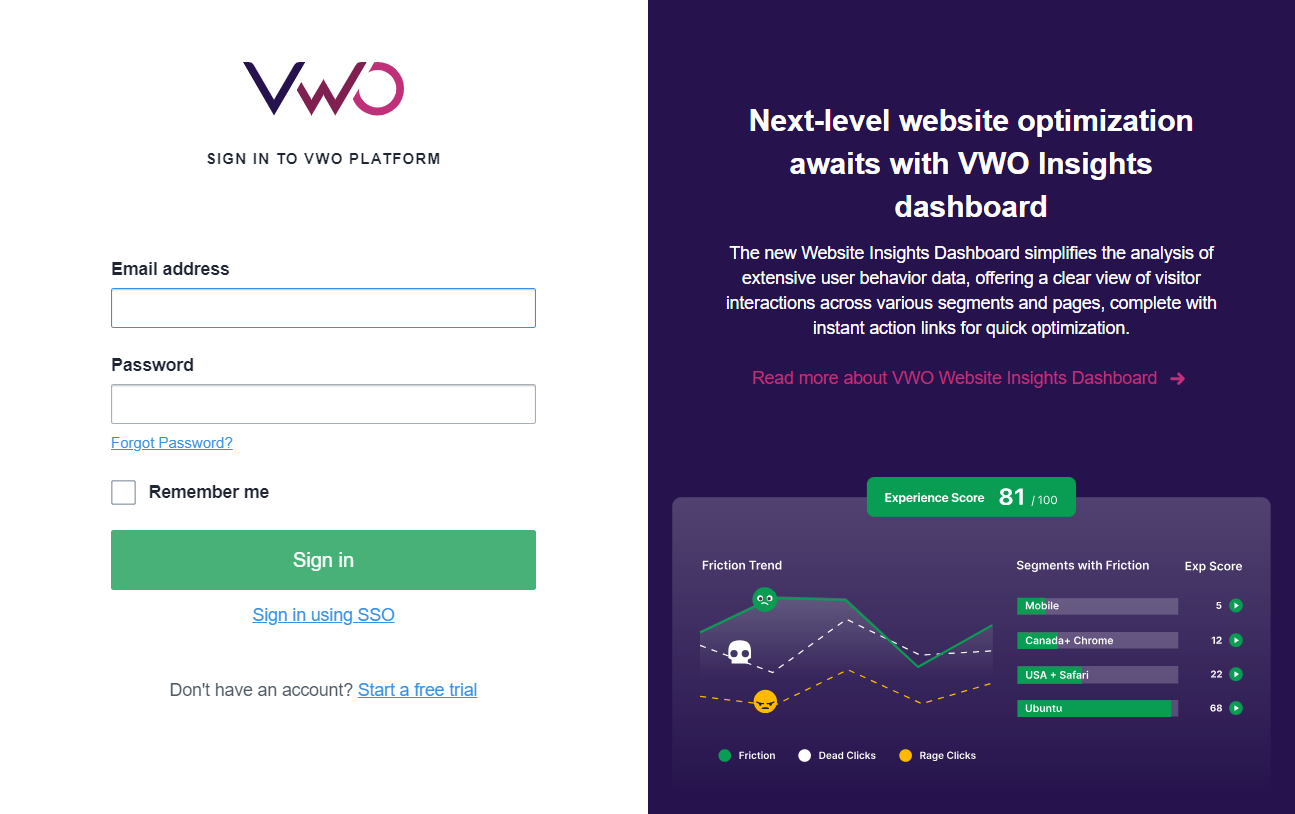 VWO
SIGN IN TO VWO PLATFORM
Email address
Password
Forgot Password?
Remember me
Sign in
Sign in using SSO
Don't have an account? Start a free trial
Next-level website optimization
awaits with VWO Insights
dashboard
The new Website Insights Dashboard simplifies the analysis of
extensive user behavior data, offering a clear view of visitor
interactions across various segments and pages, complete with
instant action links for quick optimization.
Read more about VWO Website Insights Dashboard
Experience Score 81 / 100
Friction Trend
Segments with Friction Exp Score
Mobile 5
Canada+ Chrome 12
USA + Safari 22
Ubuntu 68
Friction Dead Clicks Rage Clicks